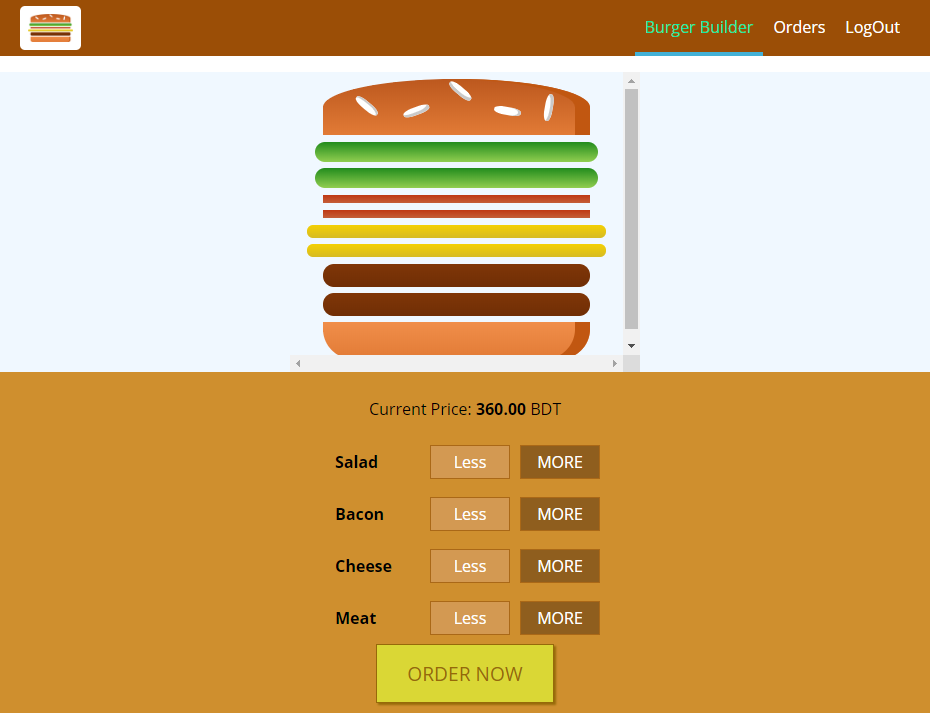 Burger Builder Orders LogOut
Current Price: 360.00 BDT
Salad Less MORE
Bacon Less MORE
Cheese Less MORE
Meat Less MORE
ORDER NOW